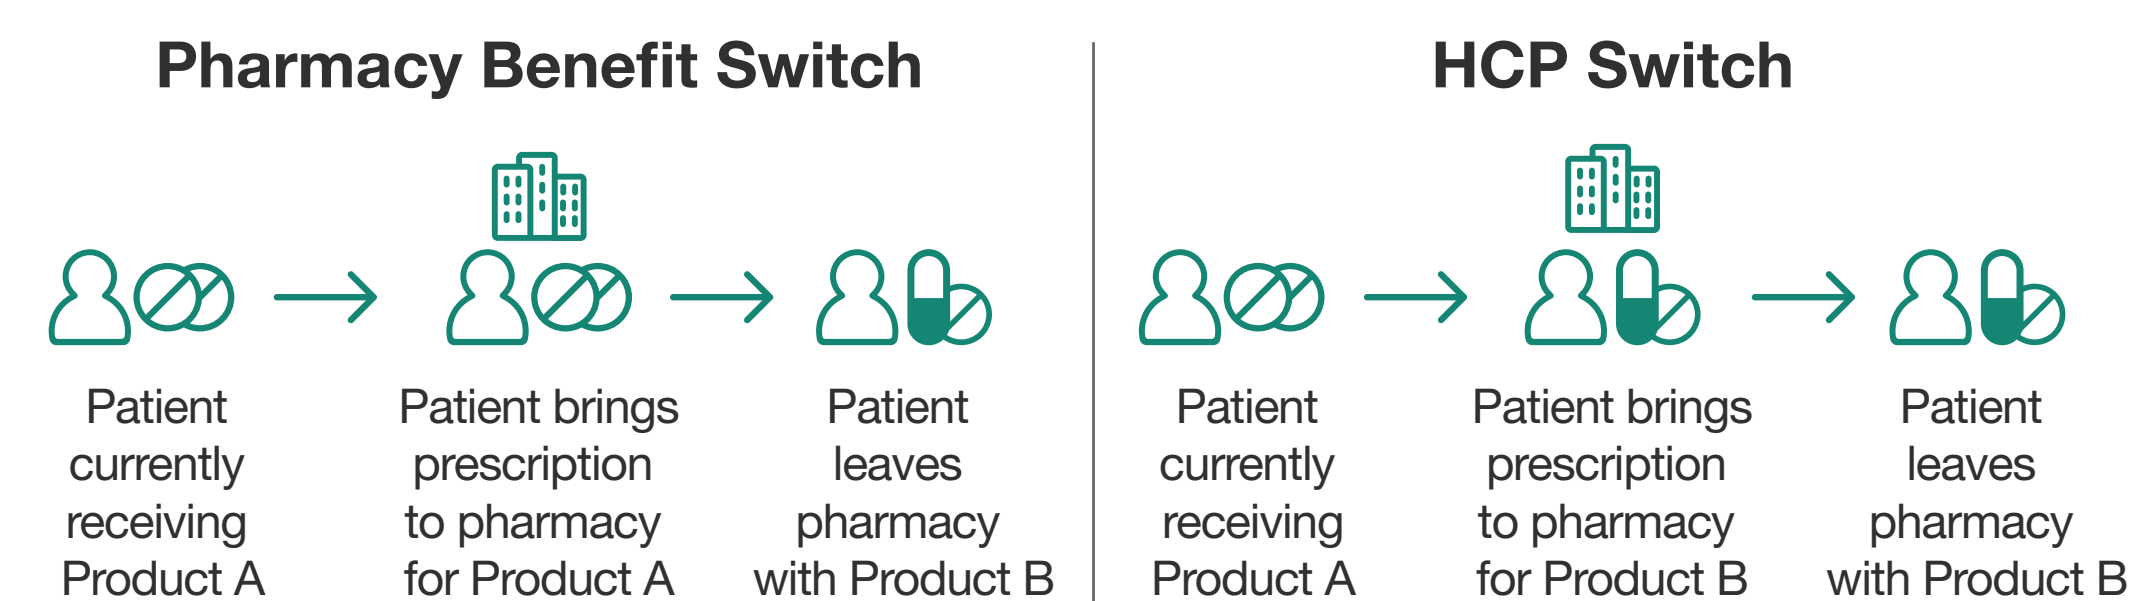 Pharmacy Benefit Switch
Patient
currently
receiving
Product A
Patient brings
prescription
to pharmacy
for Product A
Patient
leaves
pharmacy
with Product B
HCP Switch
Patient
currently
receiving
Product A
Patient brings
prescription
to pharmacy
for Product B
Patient
leaves
pharmacy
with Product B